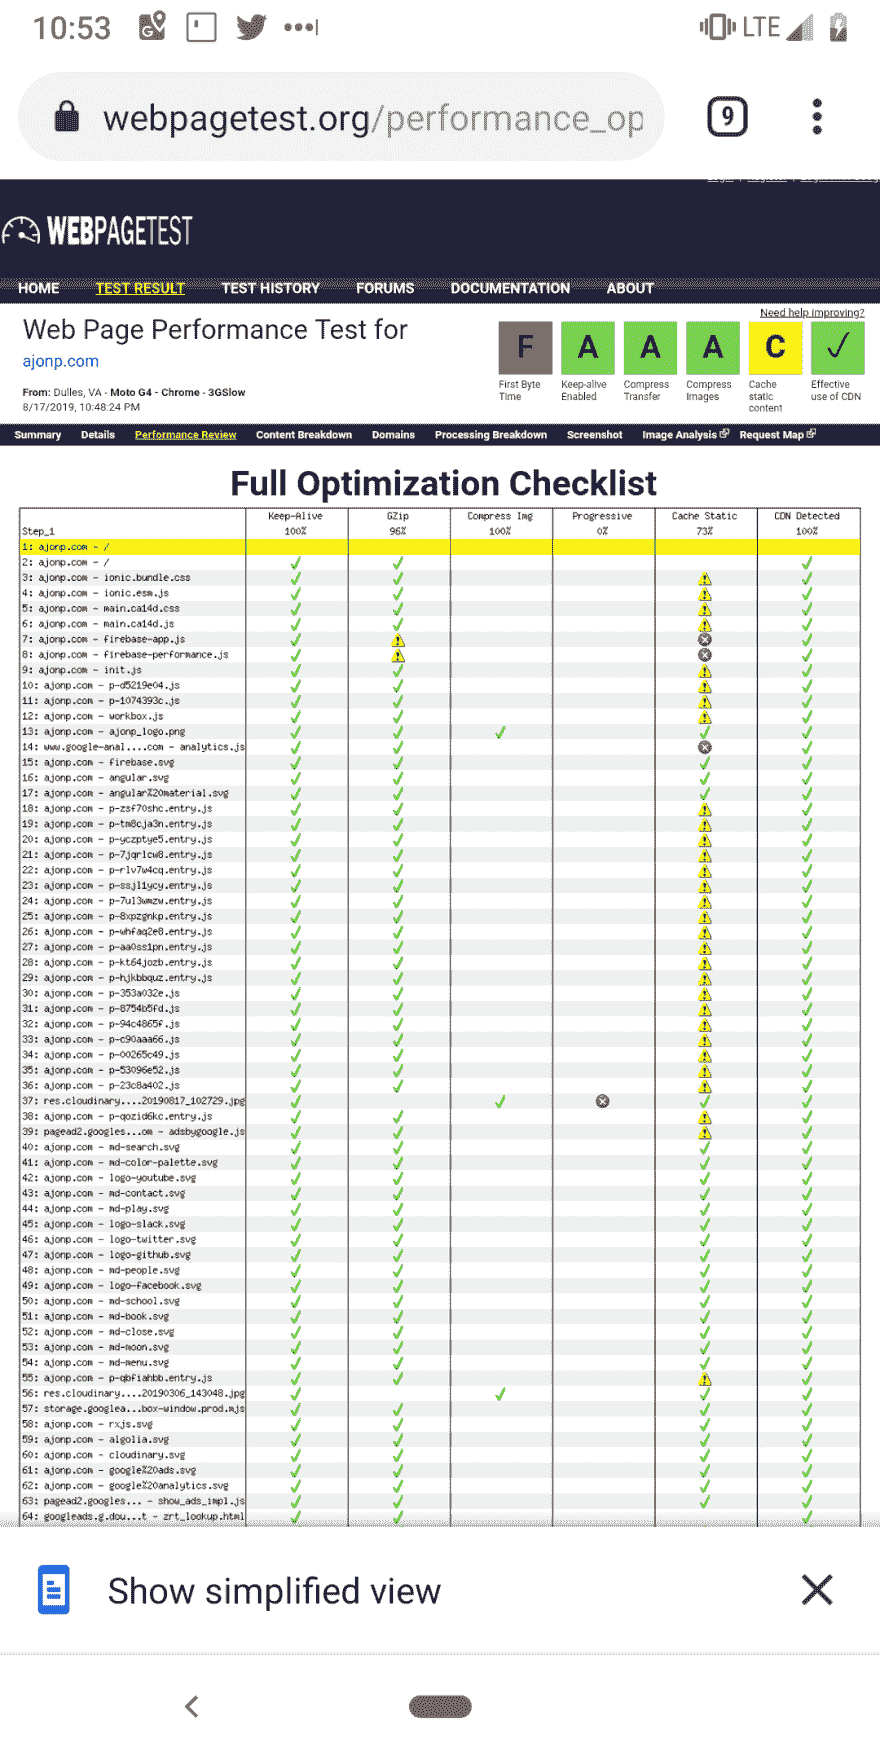 10:53
LTE
webpagetest.org/performance_op
9
WEBPAGETEST
HOME TEST RESULT TEST HISTORY FORUMS DOCUMENTATION ABOUT
Need help improving?
Web Page Performance Test for
ajonp.com
From: Dulles, VA - Moto G4 - Chrome - 3GSlow
8/17/2019, 10:48:24 PM
F A A A C
First Byte Time
Keep-alive Enabled
Compress Transfer
Compress Images
Cache static content
Effective use of CDN
Summary Details Performance Review Content Breakdown Domains Processing Breakdown Screenshot Image Analysis Request Map
Full Optimization Checklist
Keep-Alive GZip Compress Img Progressive Cache Static CDN Detected
Step_1 100% 96% 100% 0% 73% 100%
1: ajonp.com - /
2: ajonp.com - /
3: ajonp.com - ionic.bundle.css
4: ajonp.com - ionic.esm.js
5: ajonp.com - main.ca14d.css
6: ajonp.com - main.ca14d.js
7: ajonp.com - firebase-app.js
8: ajonp.com - firebase-performance.js
9: ajonp.com - init.js
10: ajonp.com - p-d5219e04.js
11: ajonp.com - p-1074393c.js
12: ajonp.com - workbox.js
13: ajonp.com - ajonp_logo.png
14: www.google-anal....com - analytics.js
15: ajonp.com - firebase.svg
16: ajonp.com - angular.svg
17: ajonp.com - angular%20material.svg
18: ajonp.com - p-zsf70shc.entry.js
19: ajonp.com - p-tm8cja3n.entry.js
20: ajonp.com - p-yczptye5.entry.js
21: ajonp.com - p-7jqrlcw8.entry.js
22: ajonp.com - p-rlv7w4cq.entry.js
23: ajonp.com - p-ssjl1ycy.entry.js
24: ajonp.com - p-7ul3wmzw.entry.js
25: ajonp.com - p-8xpzgnkp.entry.js
26: ajonp.com - p-whfaq2e8.entry.js
27: ajonp.com - p-aa0ss1pn.entry.js
28: ajonp.com - p-kt64jozb.entry.js
29: ajonp.com - p-hjkbbquz.entry.js
30: ajonp.com - p-353a032e.js
31: ajonp.com - p-8754b5fd.js
32: ajonp.com - p-94c4865f.js
33: ajonp.com - p-c90aaa66.js
34: ajonp.com - p-00265c49.js
35: ajonp.com - p-53096e52.js
36: ajonp.com - p-23c8a402.js
37: res.cloudinary....20190817_102729.jpg
38: ajonp.com - p-qozid6kc.entry.js
39: pagead2.googles...om - adsbygoogle.js
40: ajonp.com - md-search.svg
41: ajonp.com - md-color-palette.svg
42: ajonp.com - logo-youtube.svg
43: ajonp.com - md-contact.svg
44: ajonp.com - md-play.svg
45: ajonp.com - logo-slack.svg
46: ajonp.com - logo-twitter.svg
47: ajonp.com - logo-github.svg
48: ajonp.com - md-people.svg
49: ajonp.com - logo-facebook.svg
50: ajonp.com - md-school.svg
51: ajonp.com - md-book.svg
52: ajonp.com - md-close.svg
53: ajonp.com - md-moon.svg
54: ajonp.com - md-menu.svg
55: ajonp.com - p-qbfiahbb.entry.js
56: res.cloudinary....20190306_143048.jpg
57: storage.googlea...box-window.prod.mjs
58: ajonp.com - rxjs.svg
59: ajonp.com - algolia.svg
60: ajonp.com - cloudinary.svg
61: ajonp.com - google%20ads.svg
62: ajonp.com - google%20analytics.svg
63: pagead2.googles... - show_ads_impl.js
64: googleads.g.dou...t - zrt_lookup.html
Show simplified view